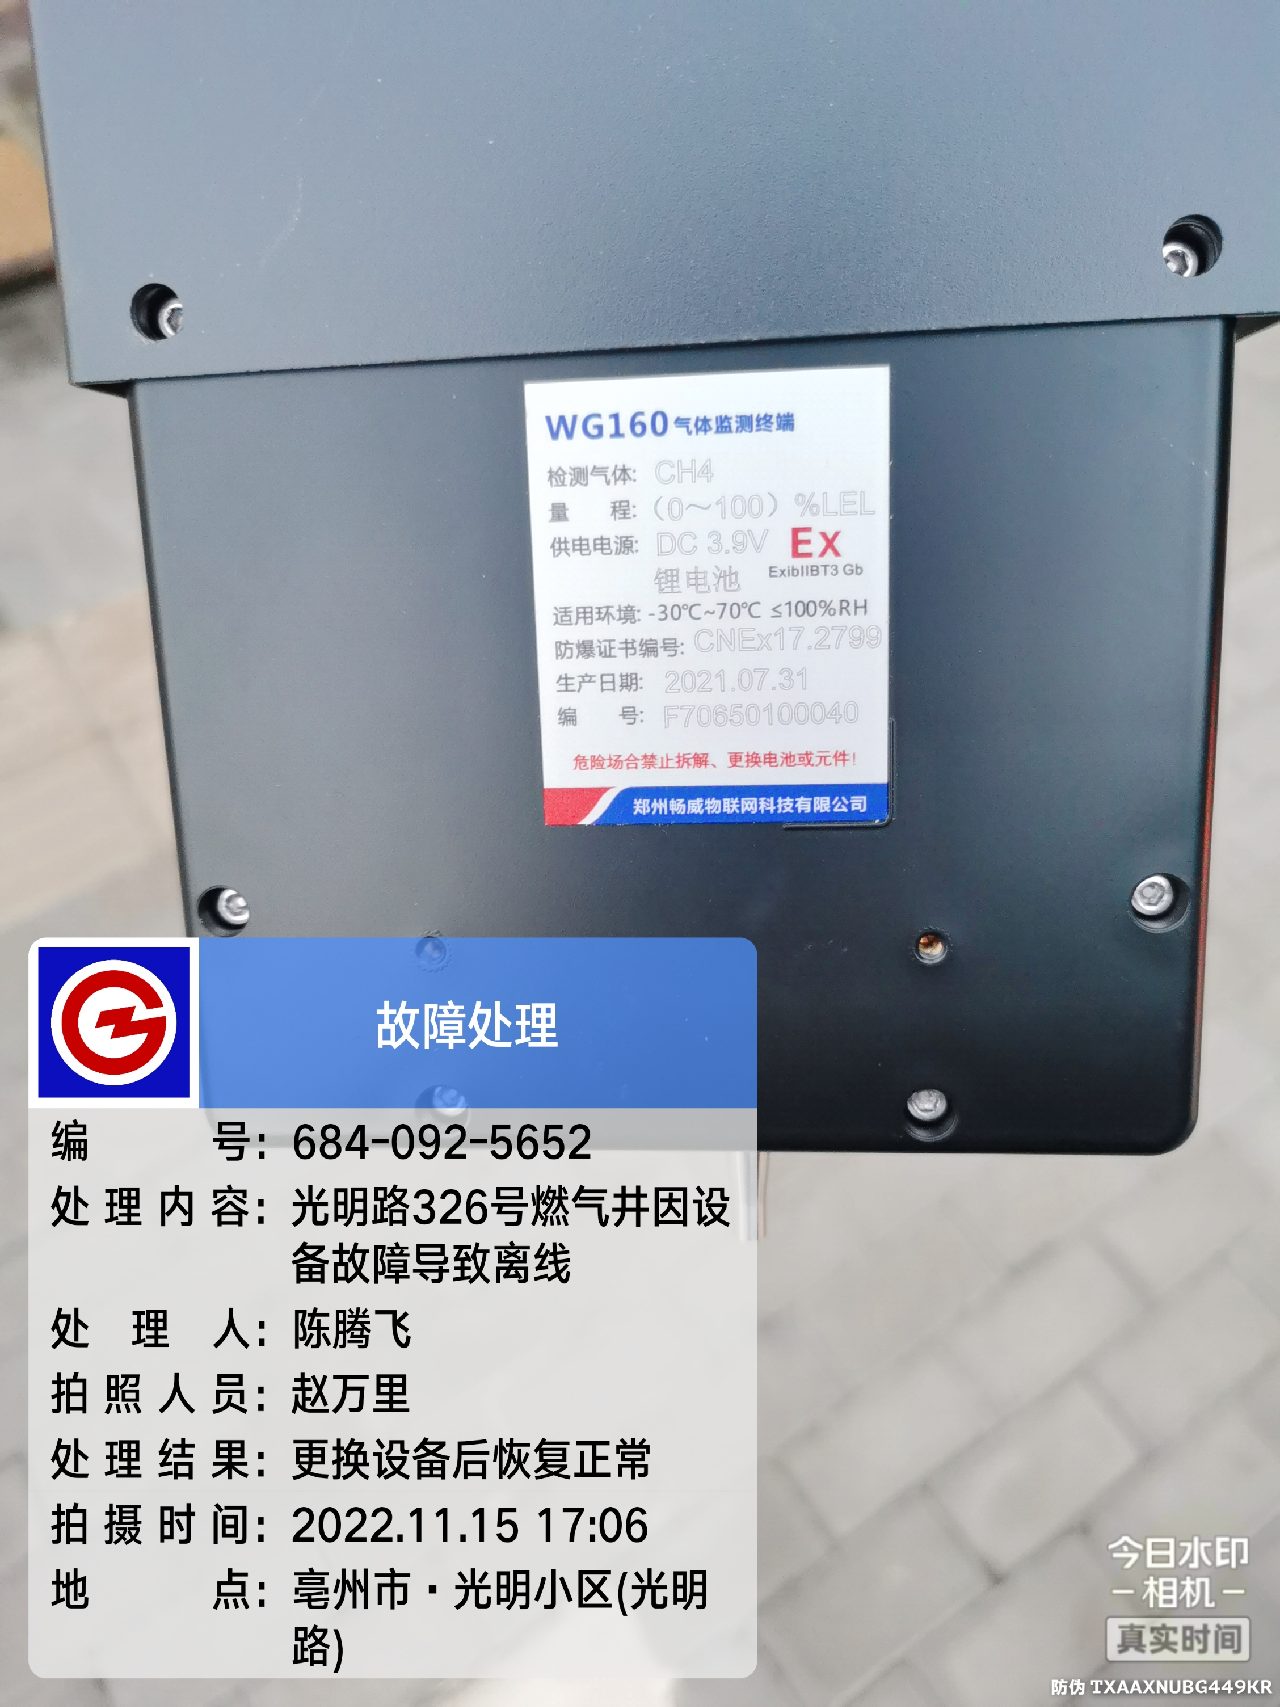 WG160 气体监测终端
检测气体: CH4
量 程: (0~100) %LEL
供电电源: DC 3.9V Ex
锂电池 ExibIIBT3 Gb
适用环境: -30℃~70℃ ≤100%RH
防爆证书编号: CNEx17.2799
生产日期: 2021.07.31
编 号: F70650100040
危险场合禁止拆解、更换电池或元件!
郑州畅威物联网科技有限公司
故障处理
编 号: 684-092-5652
处理内容: 光明路326号燃气井因设
备故障导致离线
处 理 人: 陈腾飞
拍照人员: 赵万里
处理结果: 更换设备后恢复正常
拍摄时间: 2022.11.15 17:06
地 点: 亳州市·光明小区(光明
路)
今日水印
-相机-
真实时间
防伪 TXAAXNUBG449KR